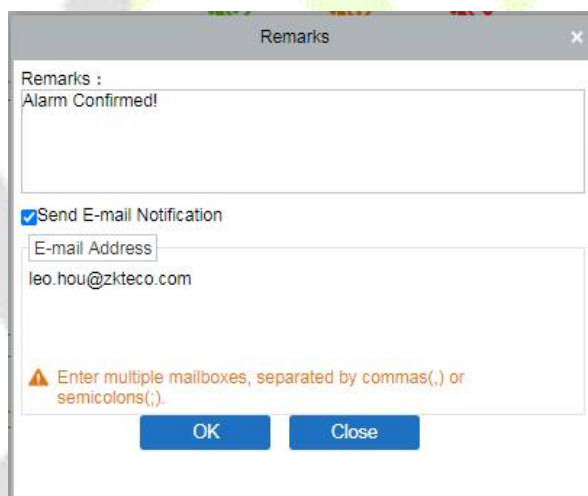 Remarks
×
Remarks :
Alarm Confirmed!
Send E-mail Notification
E-mail Address
leo.hou@zkteco.com
Enter multiple mailboxes, separated by commas(,) or
semicolons(;).
OK Close